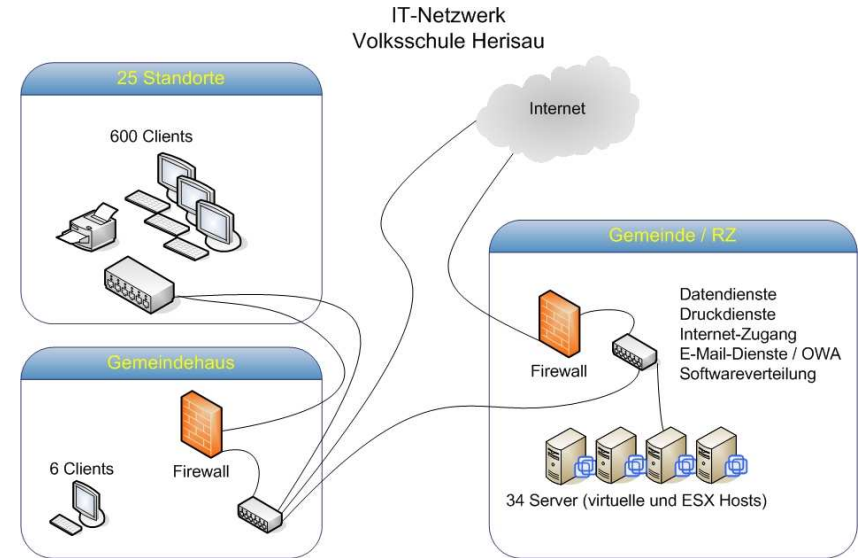 IT-Netzwerk
Volksschule Herisau
25 Standorte
600 Clients
Internet
Gemeinde / RZ
Datendienste
Druckdienste
Internet-Zugang
E-Mail-Dienste / OWA
Softwareverteilung
Firewall
34 Server (virtuelle und ESX Hosts)
Gemeindehaus
6 Clients
Firewall